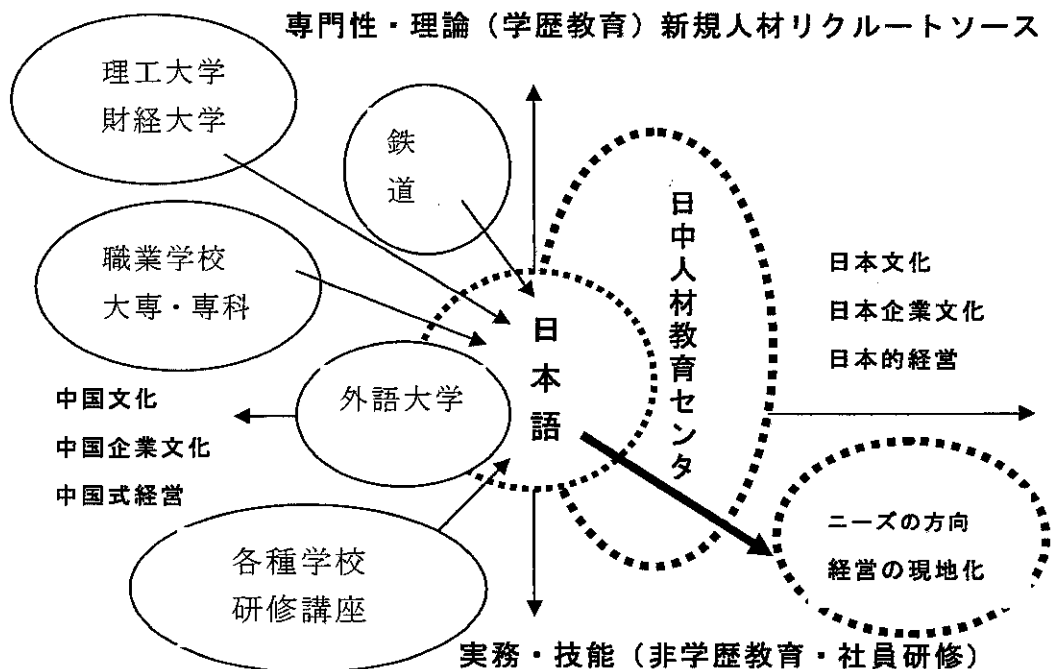 専門性・理論（学歴教育）新規人材リクルートソース
理工大学
財経大学
鉄
道
日中人材教育センタ
職業学校
大専・専科
日本文化
日本企業文化
日本的経営
日本語
外語大学
中国文化
中国企業文化
中国式経営
ニーズの方向
経営の現地化
各種学校
研修講座
実務・技能（非学歴教育・社員研修）